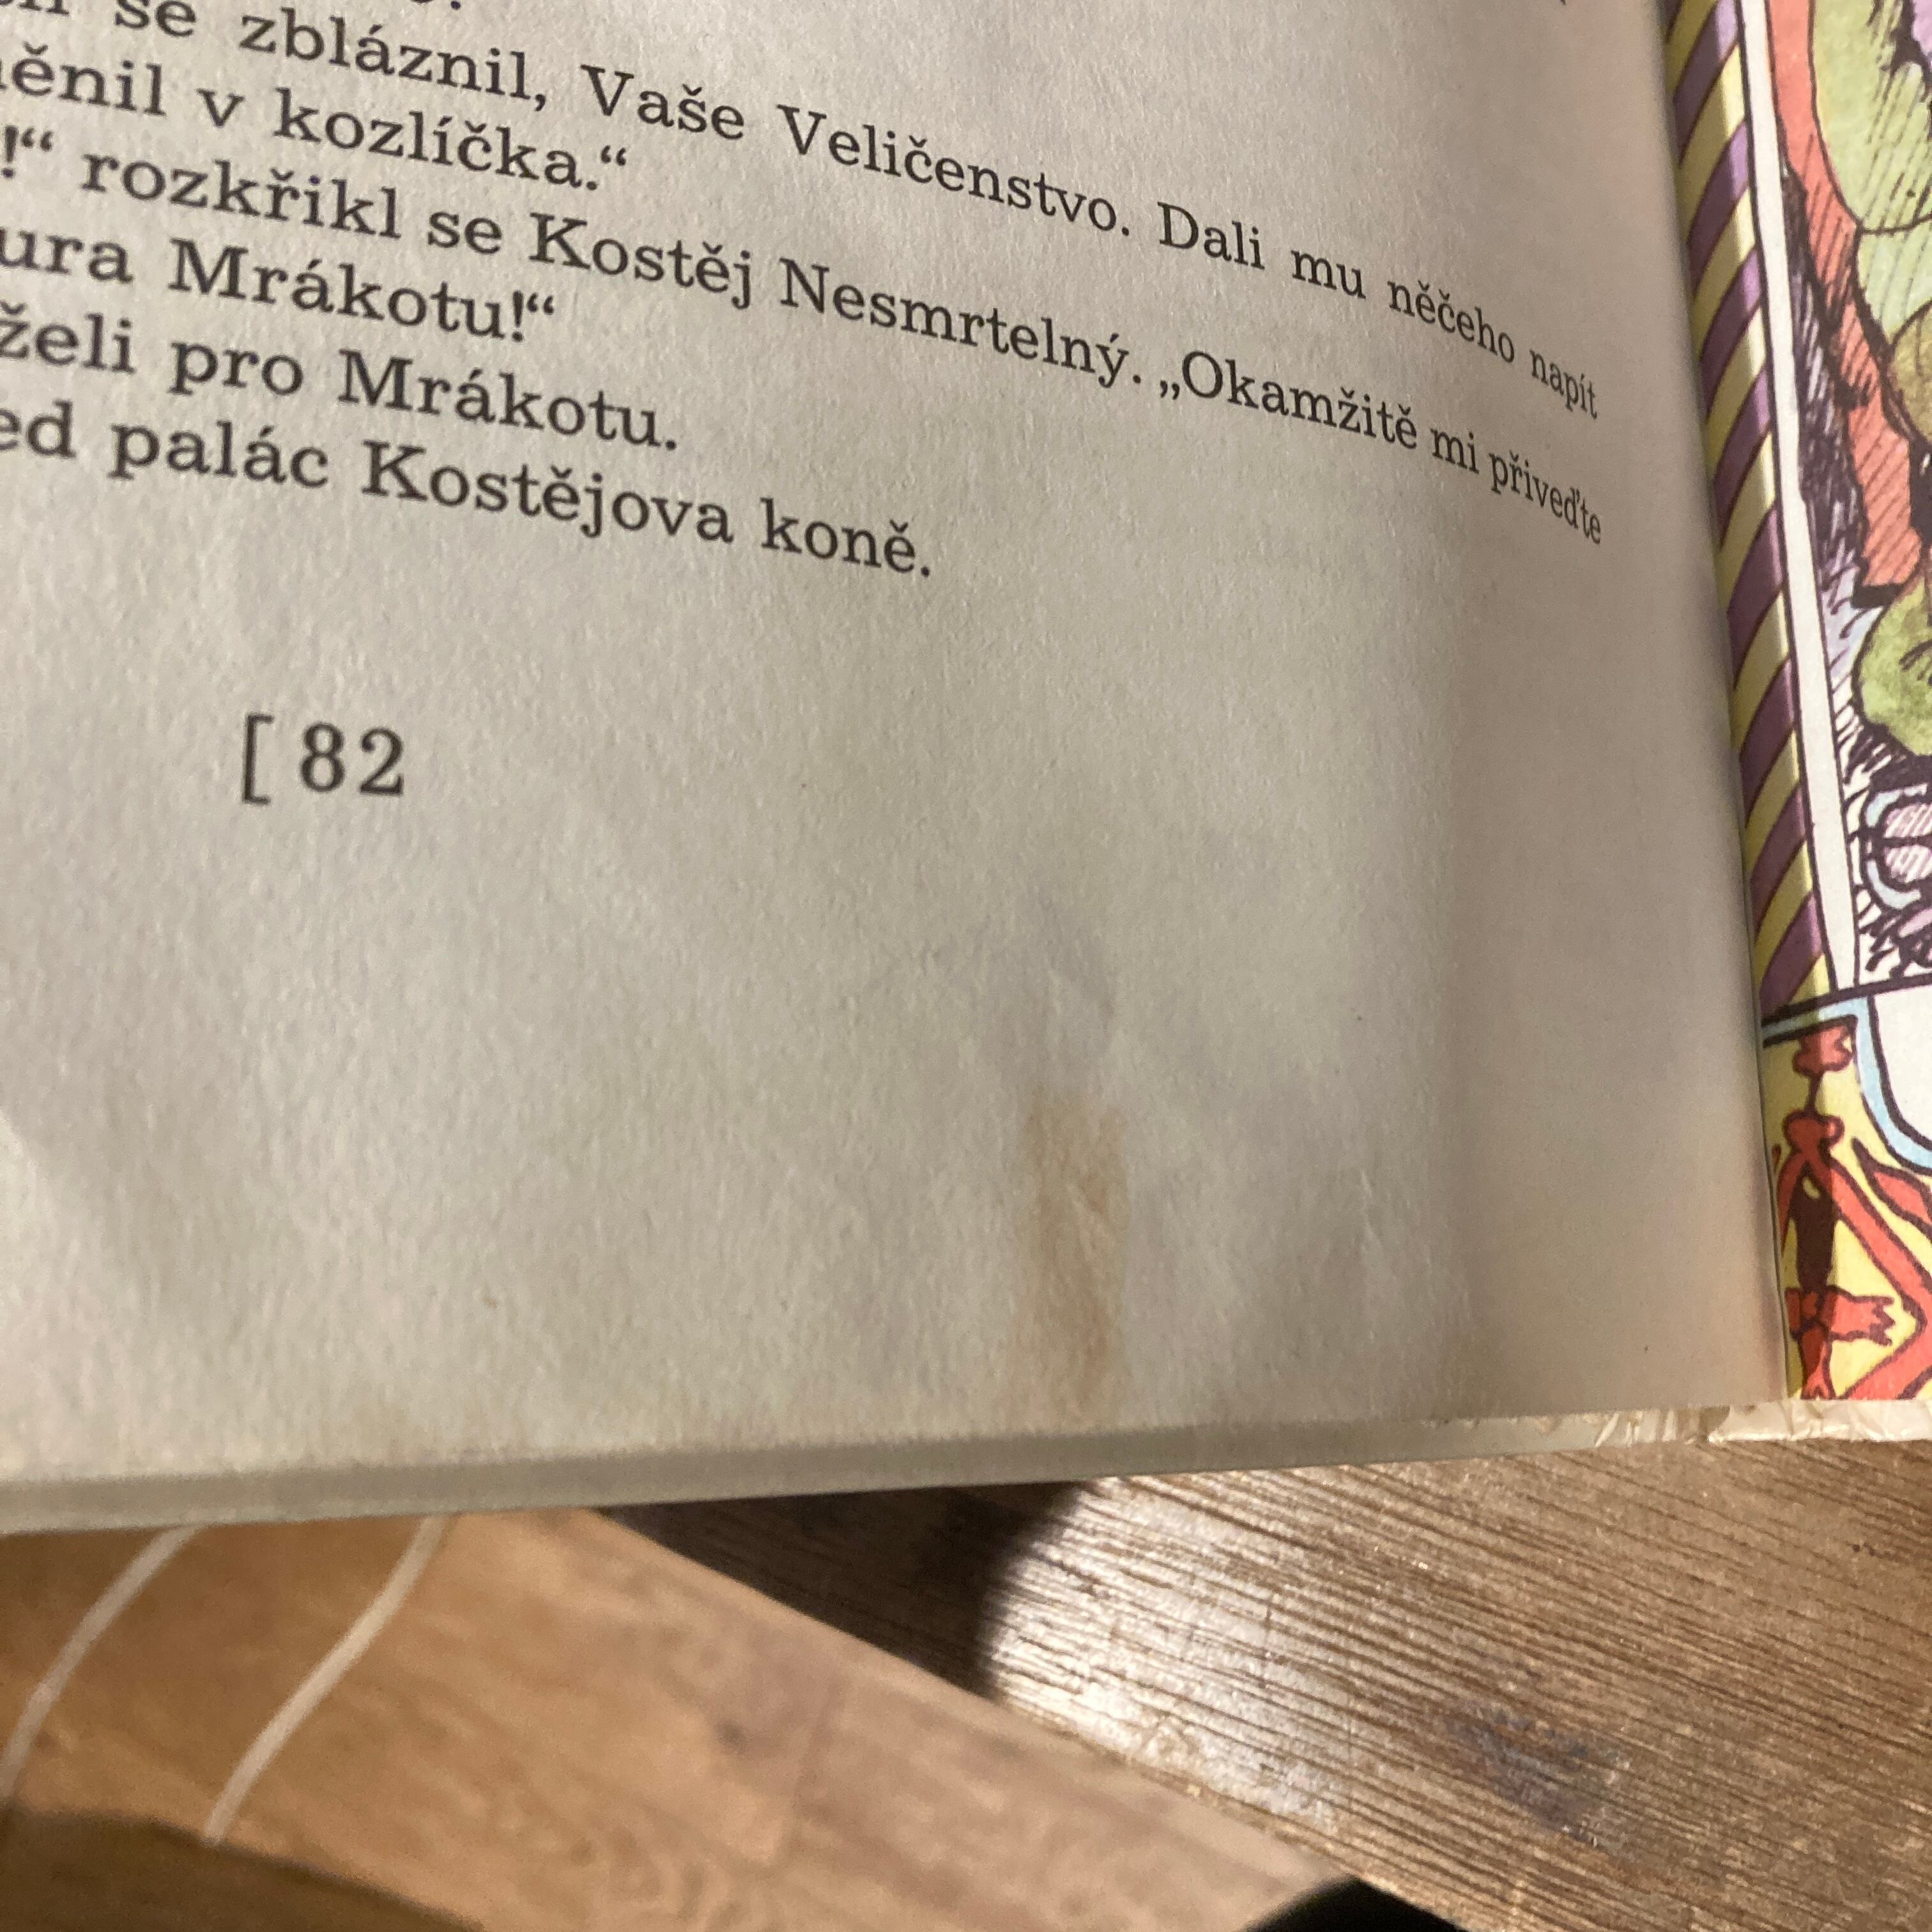 se zbláznil, Vaše Veličenstvo. Dali mu něčeho napít
ěnil v kozlíčka.“
!“ rozkřikl se Kostěj Nesmrtelný. „Okamžitě mi přiveďte
ura Mrákotu!“
želi pro Mrákotu.
ed palác Kostějova koně.
[ 82